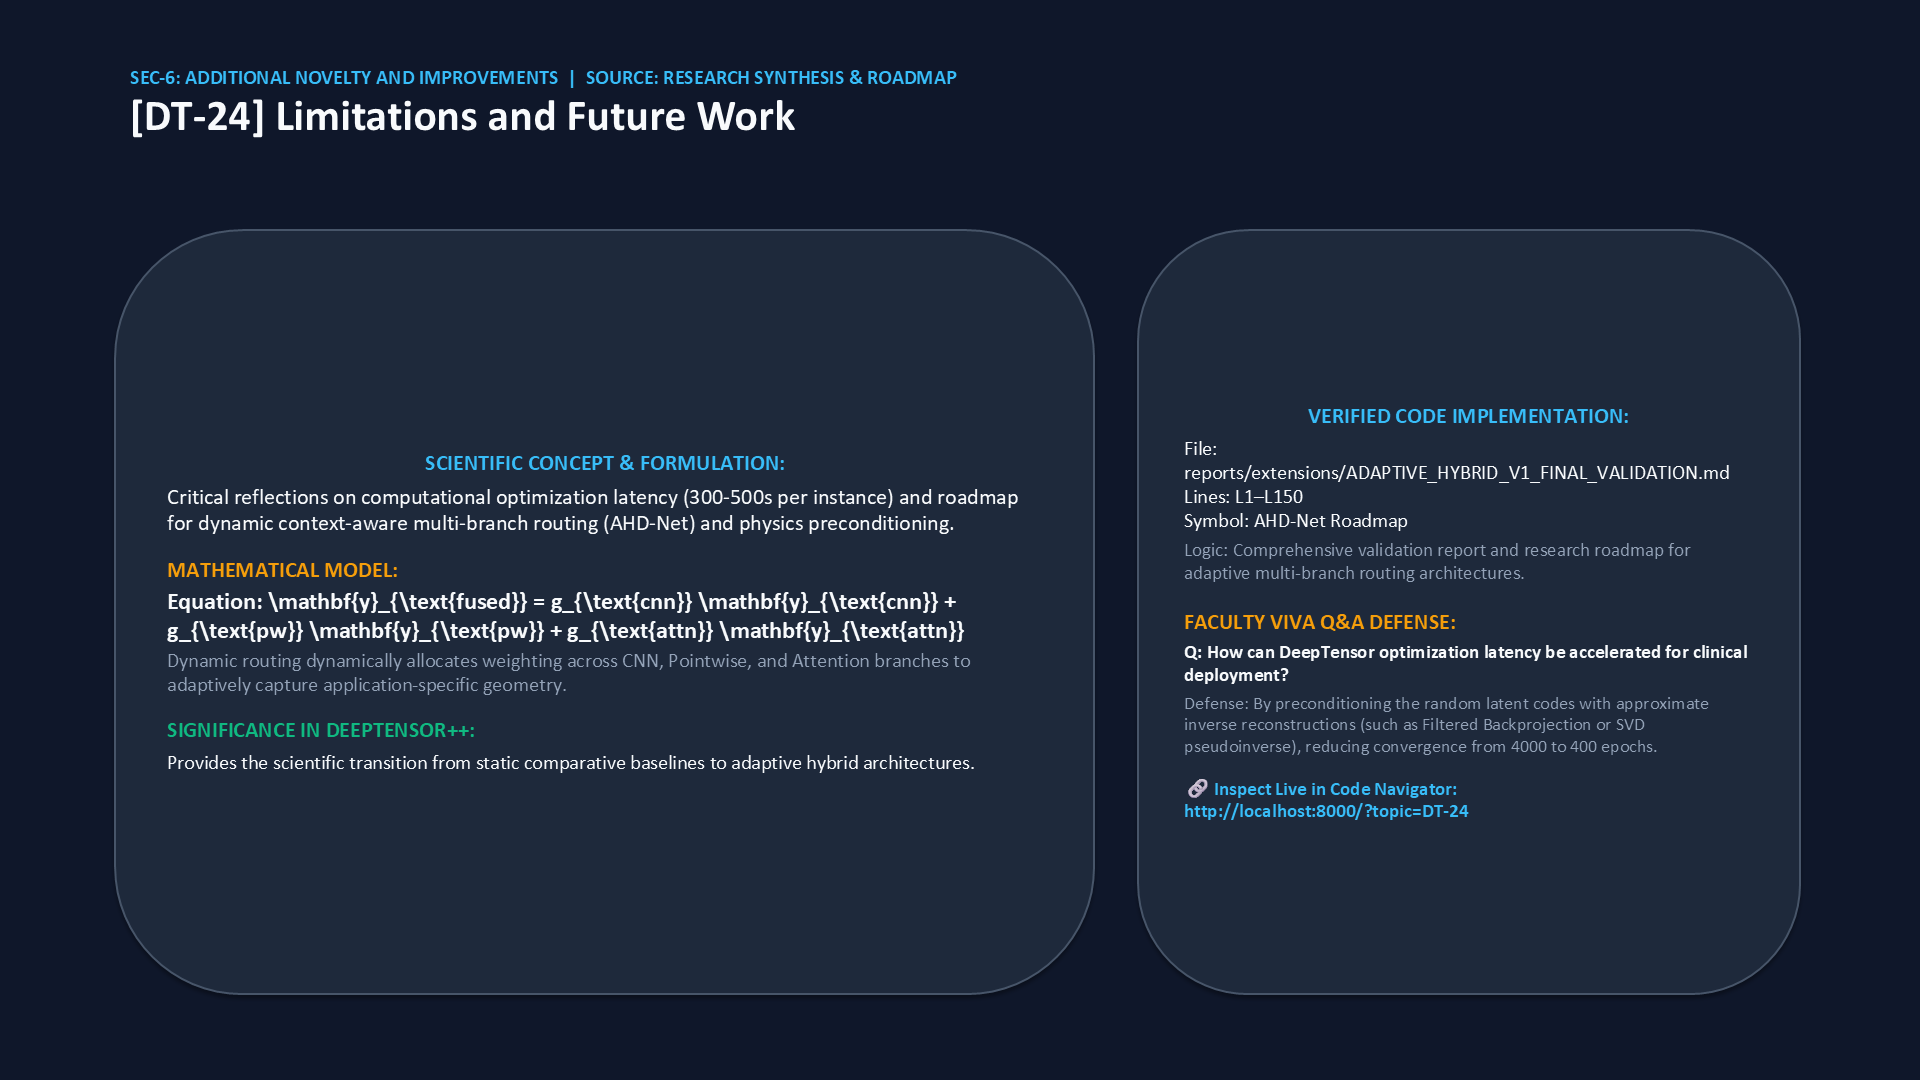 SEC-6: ADDITIONAL NOVELTY AND IMPROVEMENTS | SOURCE: RESEARCH SYNTHESIS & ROADMAP
[DT-24] Limitations and Future Work
SCIENTIFIC CONCEPT & FORMULATION:
Critical reflections on computational optimization latency (300-500s per instance) and roadmap
for dynamic context-aware multi-branch routing (AHD-Net) and physics preconditioning.
MATHEMATICAL MODEL:
Equation: \mathbf{y}_{\text{fused}} = g_{\text{cnn}} \mathbf{y}_{\text{cnn}} +
g_{\text{pw}} \mathbf{y}_{\text{pw}} + g_{\text{attn}} \mathbf{y}_{\text{attn}}
Dynamic routing dynamically allocates weighting across CNN, Pointwise, and Attention branches to
adaptively capture application-specific geometry.
SIGNIFICANCE IN DEEPTENSOR++:
Provides the scientific transition from static comparative baselines to adaptive hybrid architectures.
VERIFIED CODE IMPLEMENTATION:
File:
reports/extensions/ADAPTIVE_HYBRID_V1_FINAL_VALIDATION.md
Lines: L1–L150
Symbol: AHD-Net Roadmap
Logic: Comprehensive validation report and research roadmap for
adaptive multi-branch routing architectures.
FACULTY VIVA Q&A DEFENSE:
Q: How can DeepTensor optimization latency be accelerated for clinical
deployment?
Defense: By preconditioning the random latent codes with approximate
inverse reconstructions (such as Filtered Backprojection or SVD
pseudoinverse), reducing convergence from 4000 to 400 epochs.
🔗 Inspect Live in Code Navigator:
http://localhost:8000/?topic=DT-24